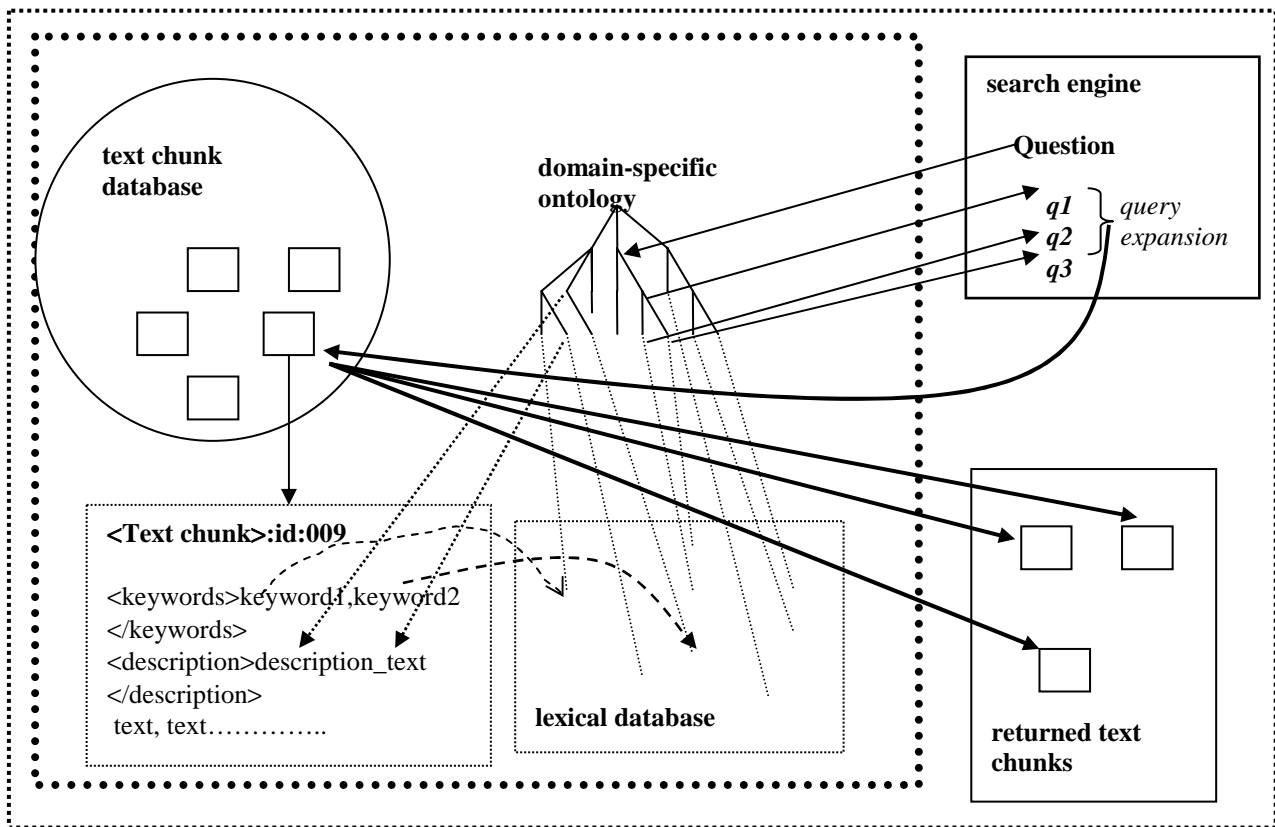 text chunk
database
domain-specific
ontology
search engine
Question
q1
q2
q3
query
expansion
<Text chunk>:id:009
<keywords>keyword1,keyword2
</keywords>
<description>description_text
</description>
text, text…………..
lexical database
returned text
chunks